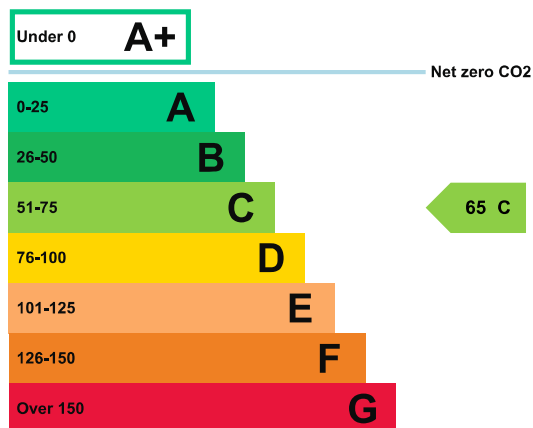 Under 0 A+
Net zero CO2
0-25 A
26-50 B
51-75 C
65 C
76-100 D
101-125 E
126-150 F
Over 150 G